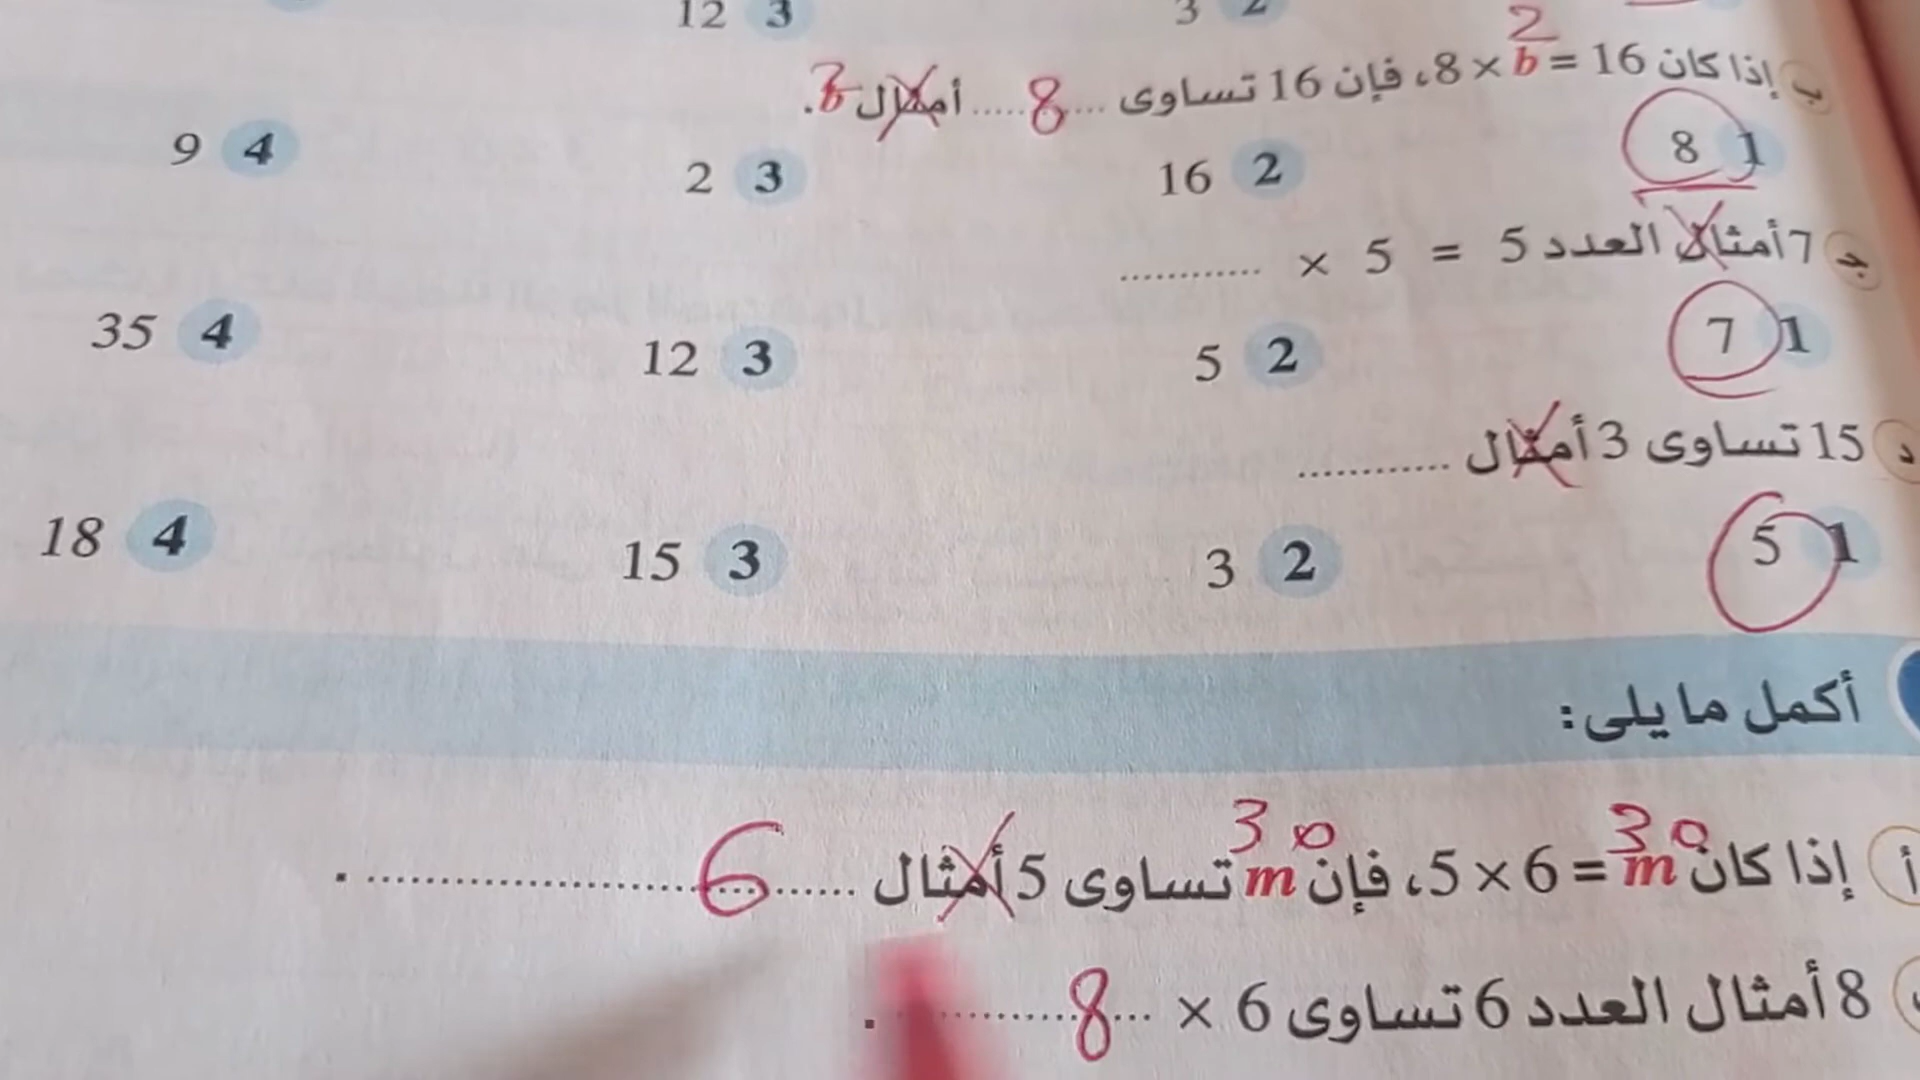 3 12
2
ب إذا كان 16 = b × 8، فإن 16 تساوى ..... 8 ..... أمثال b.
1 8 2 16 3 2 4 9
ج 7 أمثال العدد 5 = 5 × ............
1 7 2 5 3 12 4 35
د 15 تساوى 3 أمثال ............
1 5 2 3 3 15 4 18
أكمل ما يلى:
30 30
أ إذا كان m = 6 × 5، فإن m تساوى 5 أمثال ........ 6 ........ .
8 أمثال العدد 6 تساوى 6 × ..... 8 ..... .